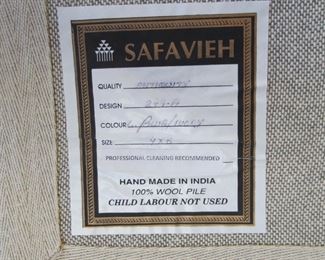 SAFAVIEH
QUALITY
DESIGN
COLOUR
SIZE
PROFESSIONAL CLEANING RECOMMENDED
HAND MADE IN INDIA
100% WOOL PILE
CHILD LABOUR NOT USED